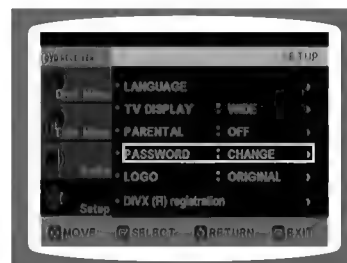 SETUP
LANGUAGE
TV DISPLAY : WIDE
PARENTAL : OFF
PASSWORD : CHANGE
LOGO : ORIGINAL
Setup
DIVX (R) registration
MOVE SELECT RETURN EXIT